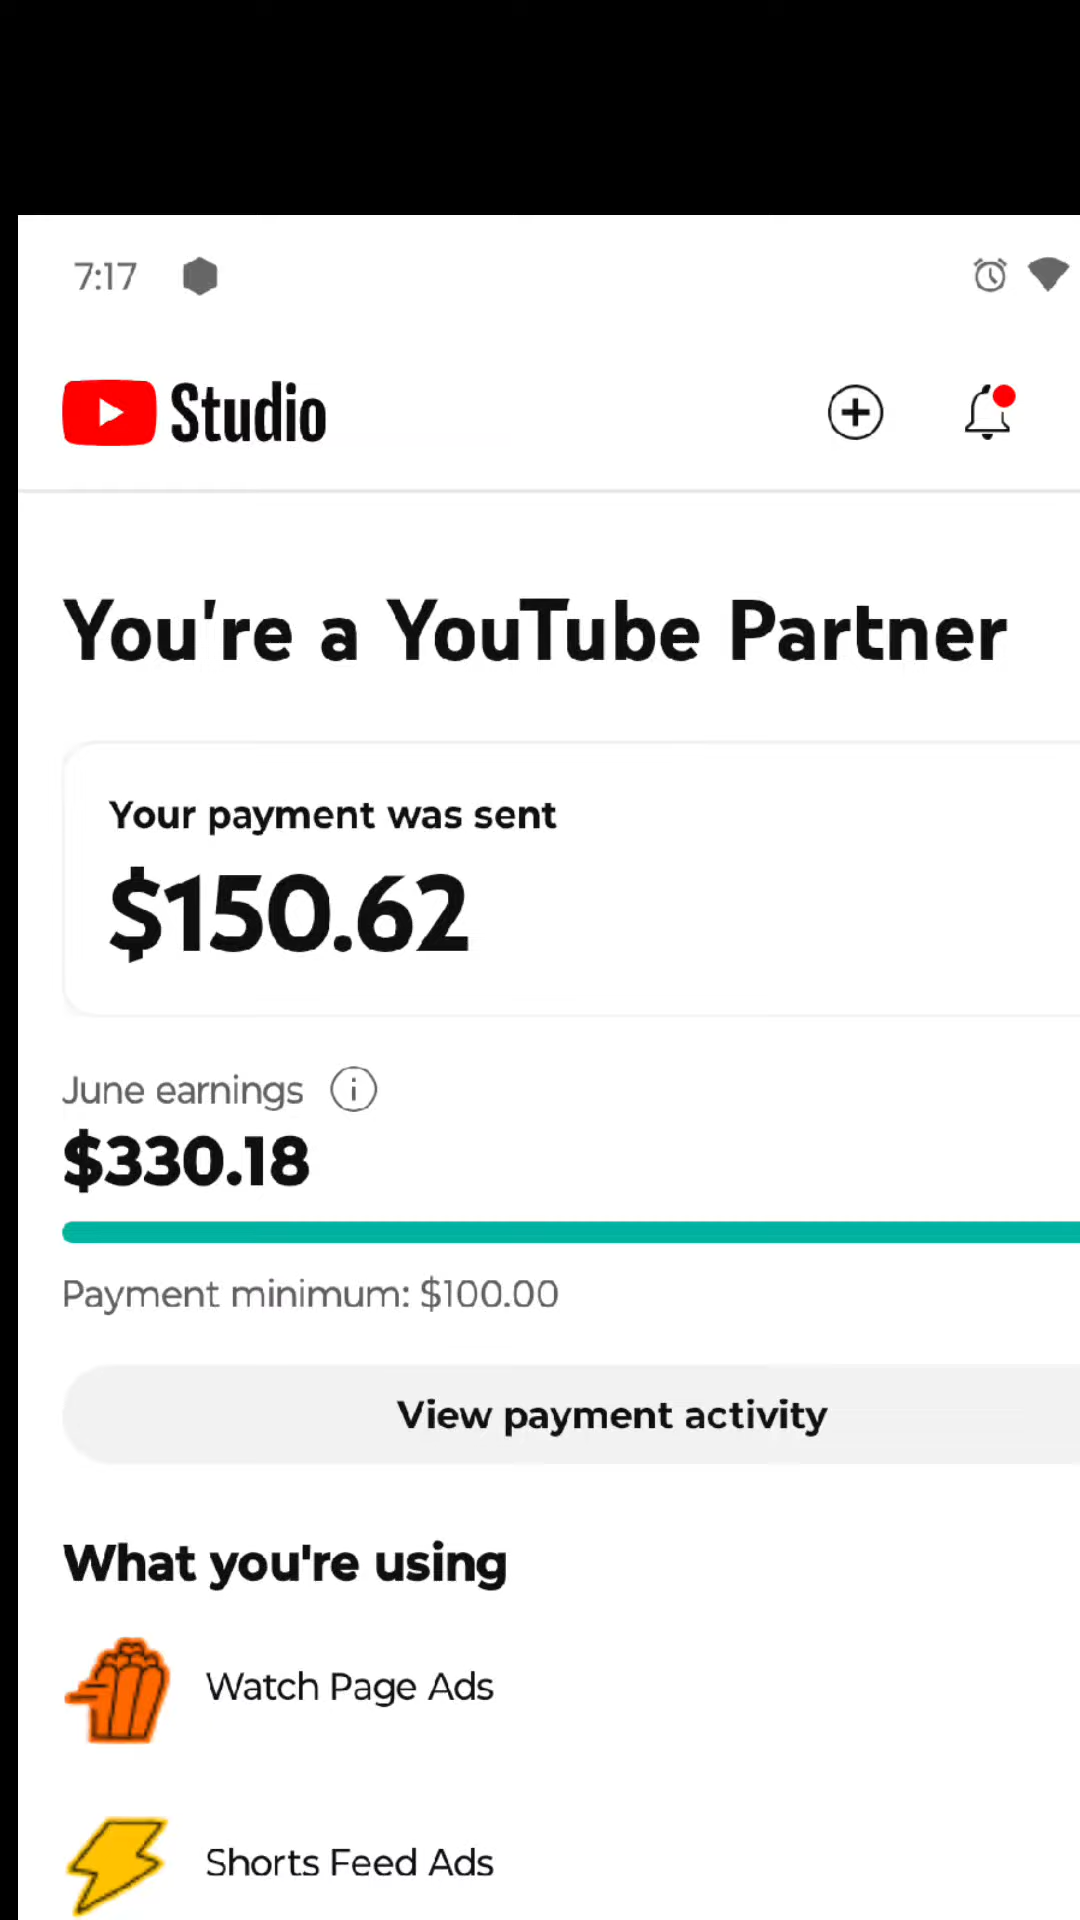 7:17
Studio
You're a YouTube Partner
Your payment was sent
$150.62
June earnings
$330.18
Payment minimum: $100.00
View payment activity
What you're using
Watch Page Ads
Shorts Feed Ads